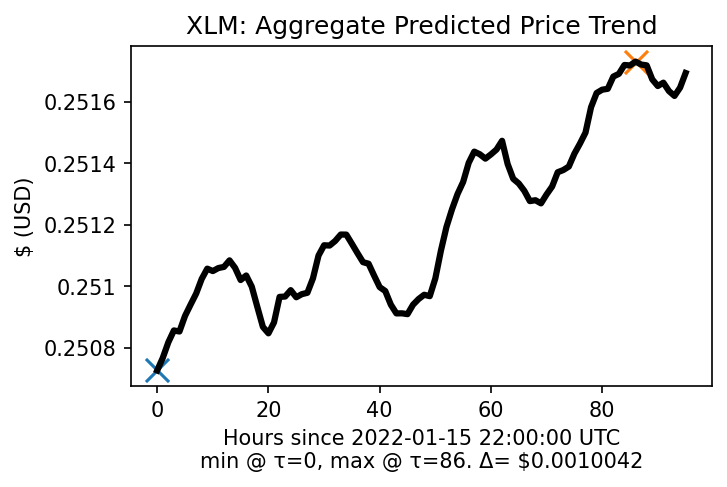 XLM: Aggregate Predicted Price Trend
$ (USD)
0.2516
0.2514
0.2512
0.251
0.2508
0 20 40 60 80
Hours since 2022-01-15 22:00:00 UTC
min @ τ=0, max @ τ=86. Δ= $0.0010042